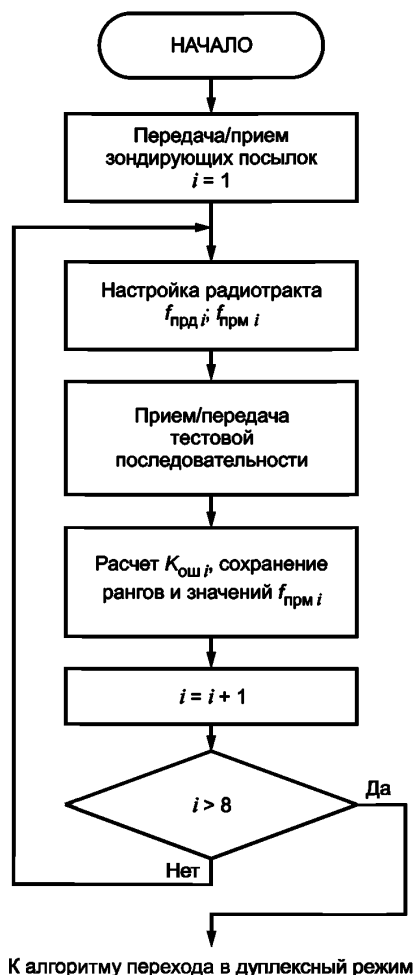 НАЧАЛО
Передача/прием
зондирующих посылок
i = 1
Настройка радиотракта
fпрд i; fпрм i
Прием/передача
тестовой
последовательности
Расчет Kош i, сохранение
рангов и значений fпрм i
i = i + 1
i > 8
Да
Нет
К алгоритму перехода в дуплексный режим